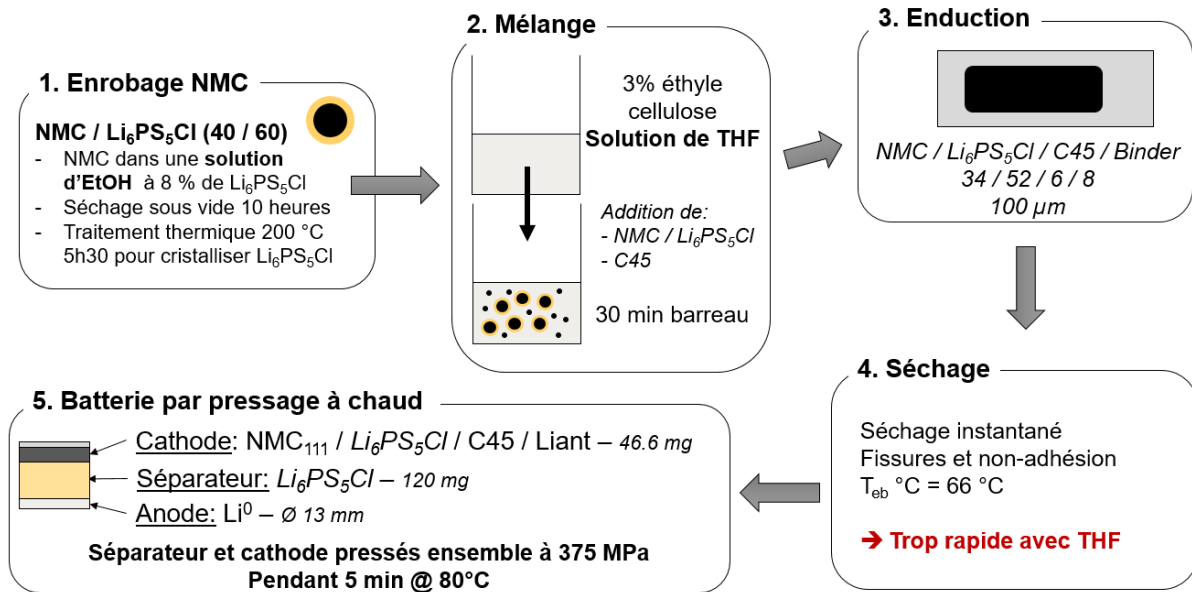 1. Enrobage NMC
NMC / Li₆PS₅Cl (40 / 60)
- NMC dans une solution
d'EtOH à 8 % de Li₆PS₅Cl
- Séchage sous vide 10 heures
- Traitement thermique 200 °C
5h30 pour cristalliser Li₆PS₅Cl
2. Mélange
3% éthyle
cellulose
Solution de THF
Addition de:
- NMC / Li₆PS₅Cl
- C45
30 min barreau
3. Enduction
NMC / Li₆PS₅Cl / C45 / Binder
34 / 52 / 6 / 8
100 µm
4. Séchage
Séchage instantané
Fissures et non-adhésion
Tₑb °C = 66 °C
➔ Trop rapide avec THF
5. Batterie par pressage à chaud
Cathode: NMC₁₁₁ / Li₆PS₅Cl / C45 / Liant – 46.6 mg
Séparateur: Li₆PS₅Cl – 120 mg
Anode: Li⁰ – Ø 13 mm
Séparateur et cathode pressés ensemble à 375 MPa
Pendant 5 min @ 80°C